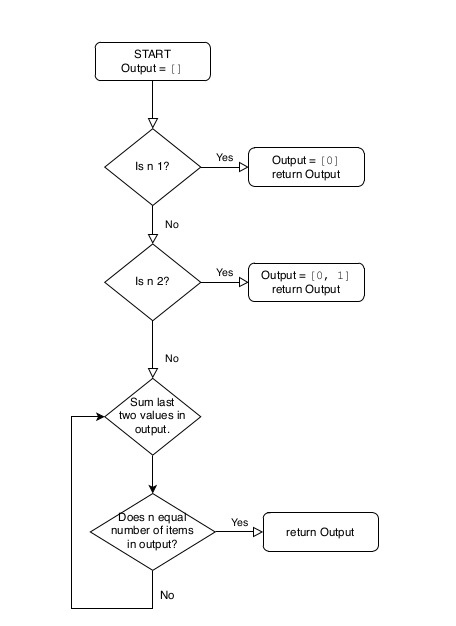 START
Output = []
Is n 1?
Yes
Output = [0]
return Output
No
Is n 2?
Yes
Output = [0, 1]
return Output
No
Sum last
two values in
output.
Does n equal
number of items
in output?
Yes
return Output
No